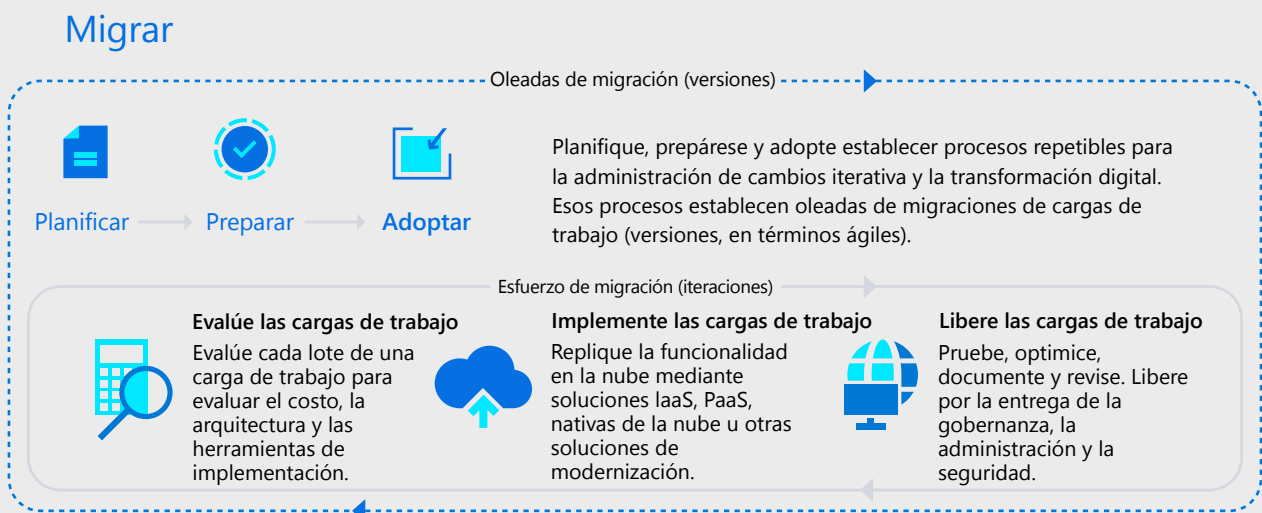 Migrar
Oleadas de migración (versiones)
Planificar
Preparar
Adoptar
Planifique, prepárese y adopte establecer procesos repetibles para
la administración de cambios iterativa y la transformación digital.
Esos procesos establecen oleadas de migraciones de cargas de
trabajo (versiones, en términos ágiles).
Esfuerzo de migración (iteraciones)
Evalúe las cargas de trabajo
Evalúe cada lote de una
carga de trabajo para
evaluar el costo, la
arquitectura y las
herramientas de
implementación.
Implemente las cargas de trabajo
Replique la funcionalidad
en la nube mediante
soluciones IaaS, PaaS,
nativas de la nube u otras
soluciones de
modernización.
Libere las cargas de trabajo
Pruebe, optimice,
documente y revise. Libere
por la entrega de la
gobernanza, la
administración y la
seguridad.